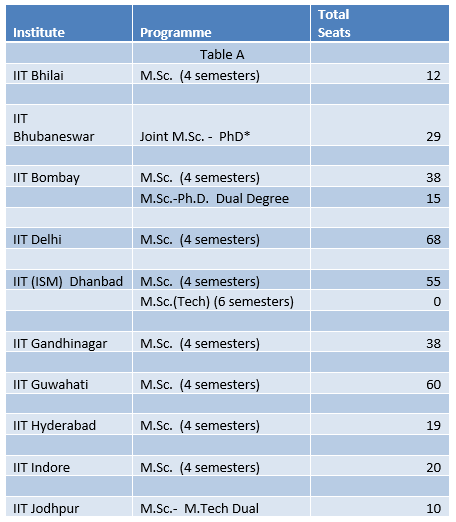 Institute Programme Total Seats
Table A
IIT Bhilai M.Sc. (4 semesters) 12
IIT
Bhubaneswar Joint M.Sc. - PhD* 29
IIT Bombay M.Sc. (4 semesters) 38
M.Sc.-Ph.D. Dual Degree 15
IIT Delhi M.Sc. (4 semesters) 68
IIT (ISM) Dhanbad M.Sc. (4 semesters) 55
M.Sc.(Tech) (6 semesters) 0
IIT Gandhinagar M.Sc. (4 semesters) 38
IIT Guwahati M.Sc. (4 semesters) 60
IIT Hyderabad M.Sc. (4 semesters) 19
IIT Indore M.Sc. (4 semesters) 20
IIT Jodhpur M.Sc.- M.Tech Dual 10